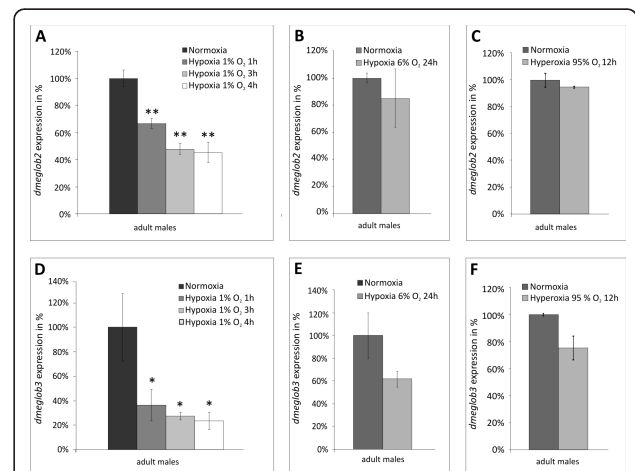 A
120%
100%
80%
60%
40%
20%
0%
dmeglob2 expression in %
Normoxia
Hypoxia 1% O₂ 1h
Hypoxia 1% O₂ 3h
Hypoxia 1% O₂ 4h
** ** **
adult males
B
120%
100%
80%
60%
40%
20%
0%
dmeglob2 expression in %
Normoxia
Hypoxia 6% O₂ 24h
adult males
C
120%
100%
80%
60%
40%
20%
0%
dmeglob2 expression in %
Normoxia
Hyperoxia 95% O₂ 12h
adult males
D
140%
120%
100%
80%
60%
40%
20%
0%
dmeglob3 expression in %
Normoxia
Hypoxia 1% O₂ 1h
Hypoxia 1% O₂ 3h
Hypoxia 1% O₂ 4h
* * *
adult males
E
140%
120%
100%
80%
60%
40%
20%
0%
dmeglob3 expression in %
Normoxia
Hypoxia 6% O₂ 24h
adult males
F
120%
100%
80%
60%
40%
20%
0%
dmeglob3 expression in %
Normoxia
Hyperoxia 95 % O₂ 12h
adult males